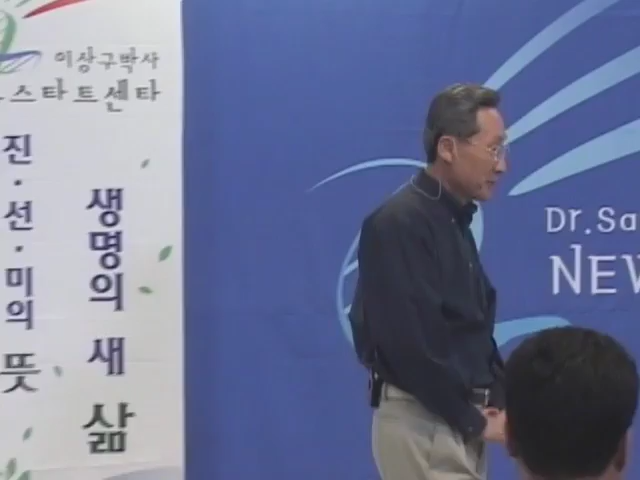 이상구박사
스타트센타
진·선·미의 뜻
생명의 새 삶
Dr.Sa
NEW